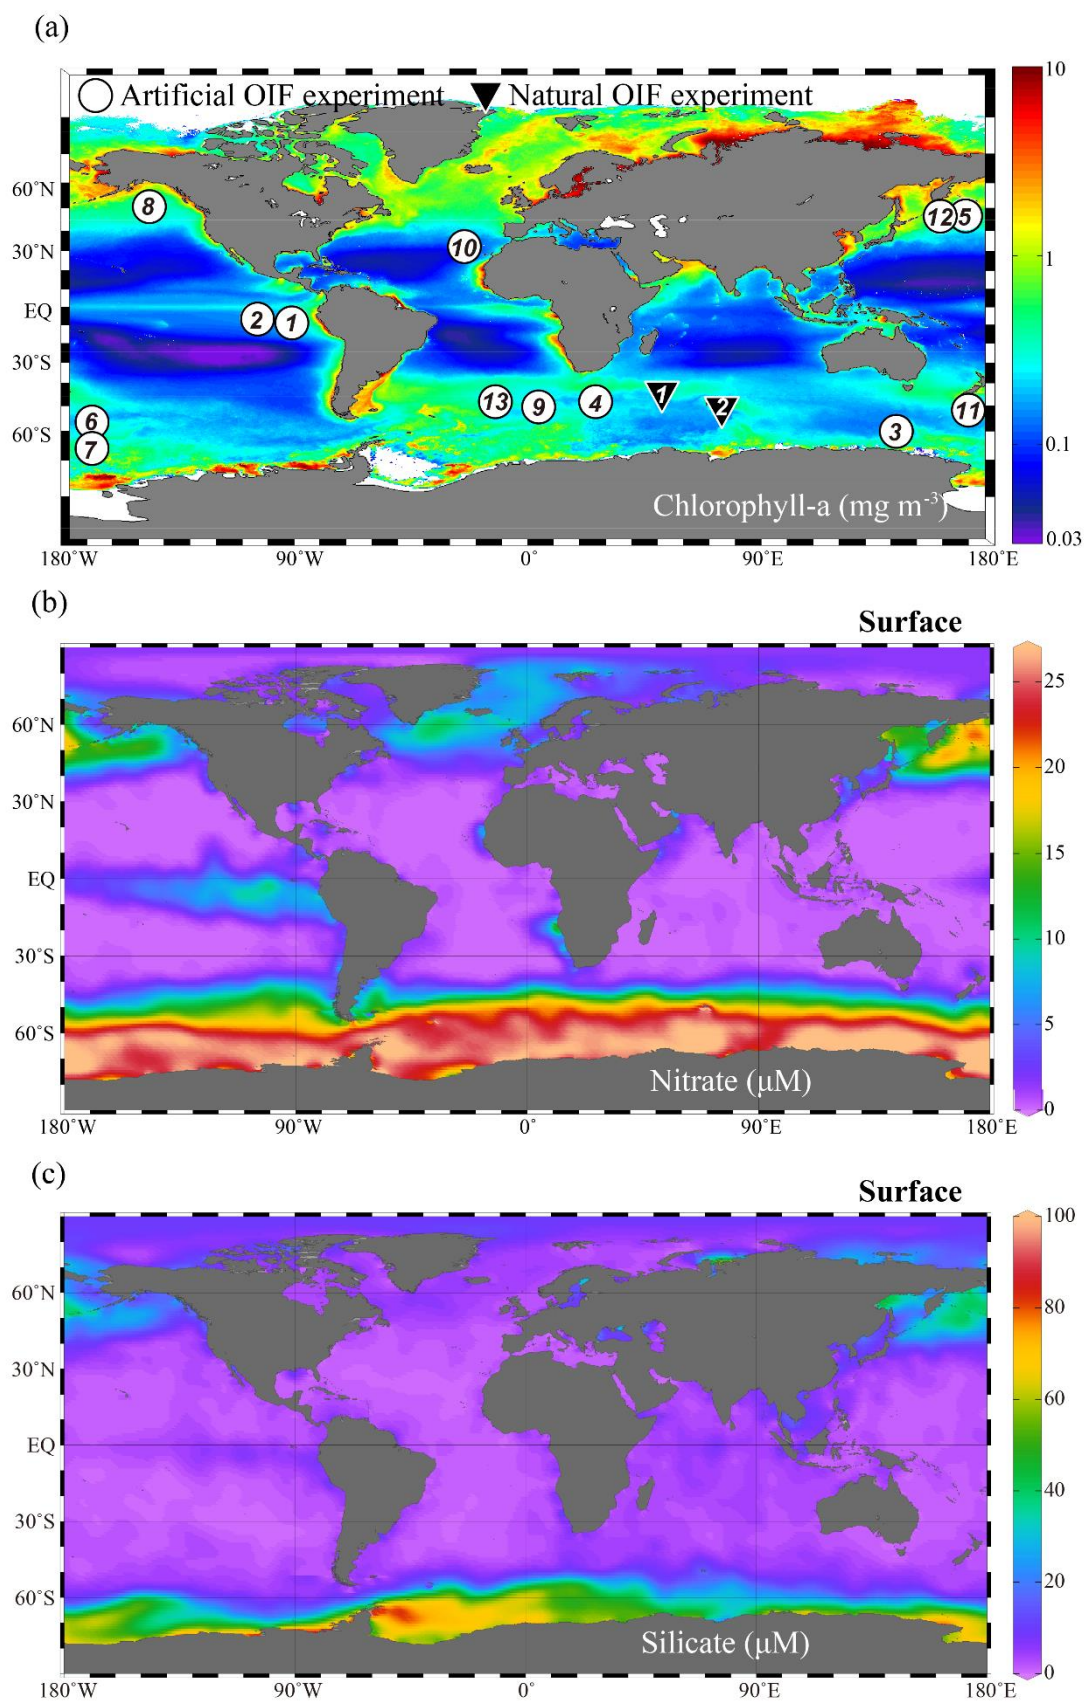 (a)
Artificial OIF experiment Natural OIF experiment
10
1
0.1
0.03
60°N
30°N
EQ
30°S
60°S
8
12 5
10
2 1
13 9 4 1 2
6 3 11
7
Chlorophyll-a (mg m-3)
180°W 90°W 0° 90°E 180°E
(b)
Surface
60°N
30°N
EQ
30°S
60°S
25
20
15
10
5
0
Nitrate (µM)
180°W 90°W 0° 90°E 180°E
(c)
Surface
60°N
30°N
EQ
30°S
60°S
100
80
60
40
20
0
Silicate (µM)
180°W 90°W 0° 90°E 180°E